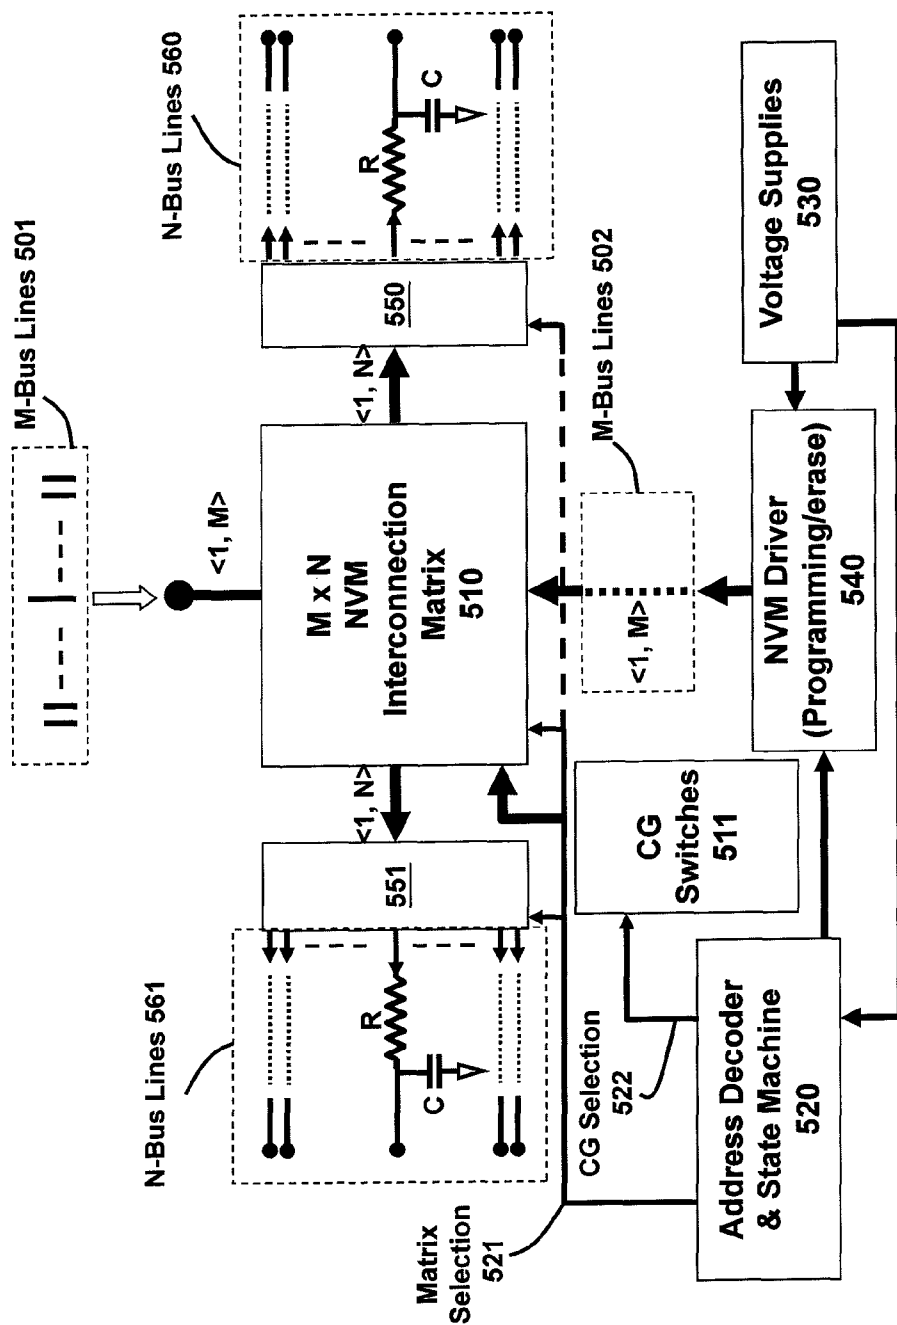 M-Bus Lines 501
N-Bus Lines 561
R
C
551
<1, N>
<1, M>
M x N
NVM
Interconnection
Matrix
510
<1, N>
550
N-Bus Lines 560
R
C
Matrix
Selection
521
CG Selection
522
CG
Switches
511
<1, M>
M-Bus Lines 502
Address Decoder
& State Machine
520
NVM Driver
(Programming/erase)
540
Voltage Supplies
530